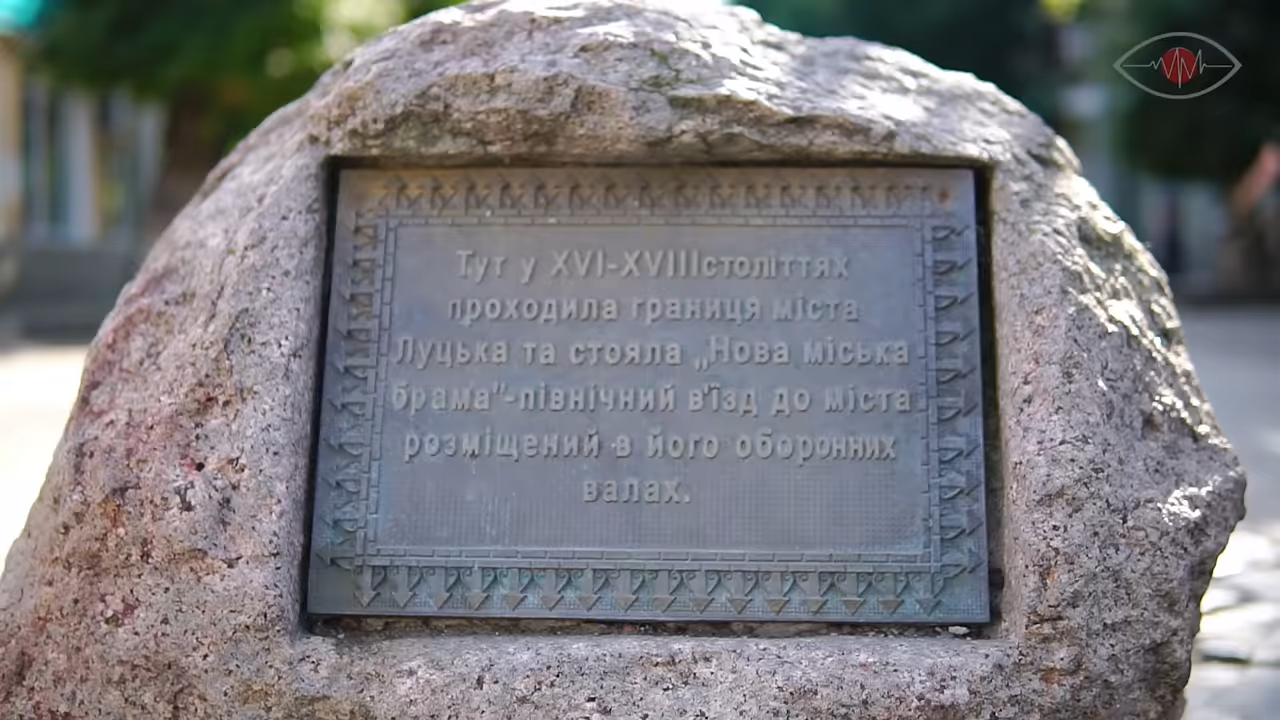 Тут у XVI-XVIIIстоліттях
проходила границя міста
Луцька та стояла „Нова міська
брама"-північний в'їзд до міста
розміщений в його оборонних
валах.